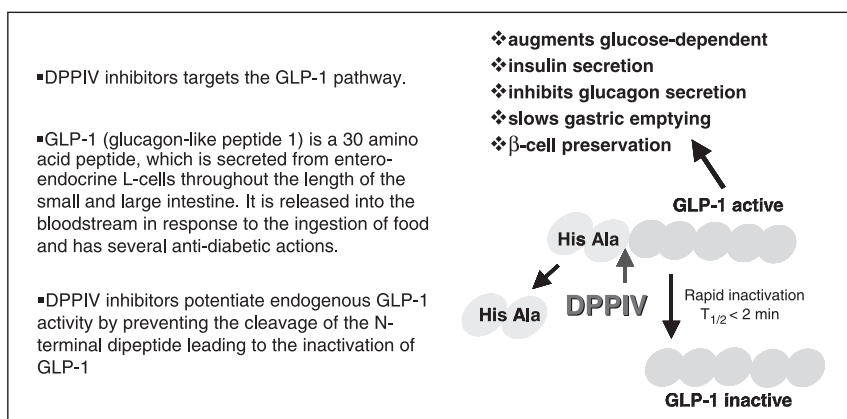 ▪DPPIV inhibitors targets the GLP-1 pathway.
▪GLP-1 (glucagon-like peptide 1) is a 30 amino
acid peptide, which is secreted from entero-
endocrine L-cells throughout the length of the
small and large intestine. It is released into the
bloodstream in response to the ingestion of food
and has several anti-diabetic actions.
▪DPPIV inhibitors potentiate endogenous GLP-1
activity by preventing the cleavage of the N-
terminal dipeptide leading to the inactivation of
GLP-1
❖augments glucose-dependent
❖insulin secretion
❖inhibits glucagon secretion
❖slows gastric emptying
❖β-cell preservation
GLP-1 active
His Ala
His Ala
DPPIV
Rapid inactivation
T1/2 < 2 min
GLP-1 inactive